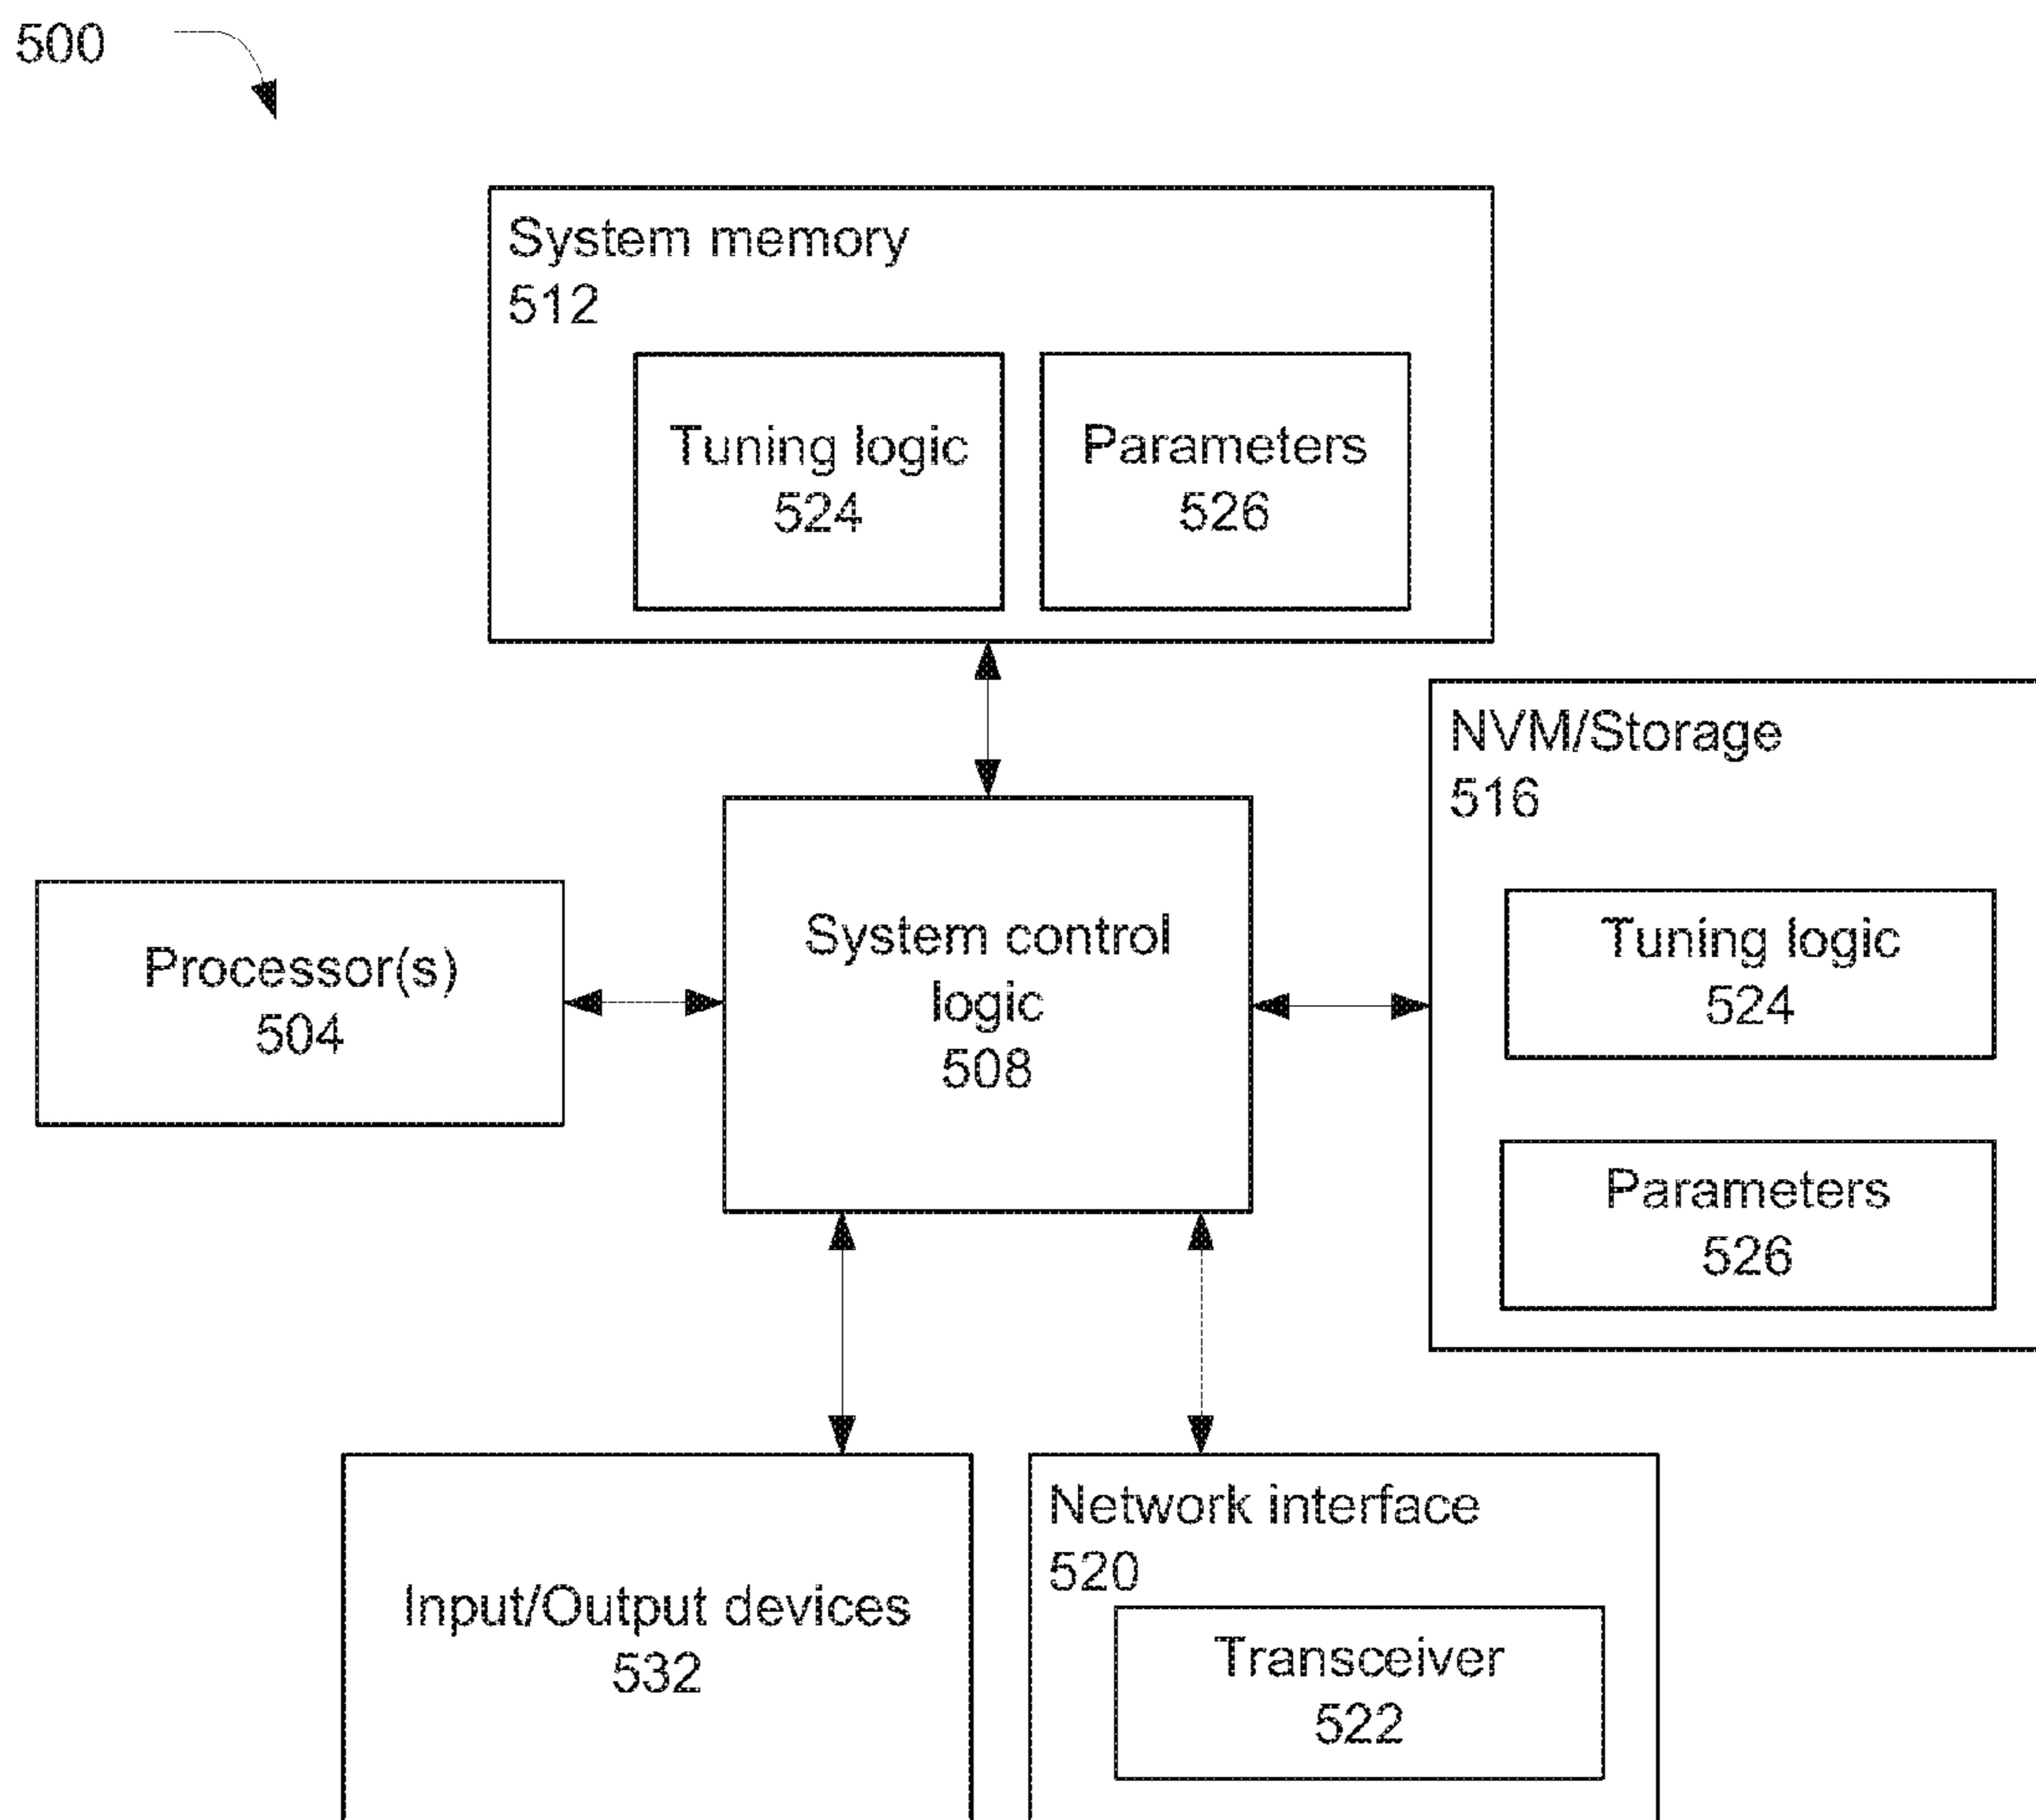 500
System memory
512
Tuning logic
524
Parameters
526
NVM/Storage
516
Tuning logic
524
Parameters
526
Processor(s)
504
System control
logic
508
Input/Output devices
532
Network interface
520
Transceiver
522